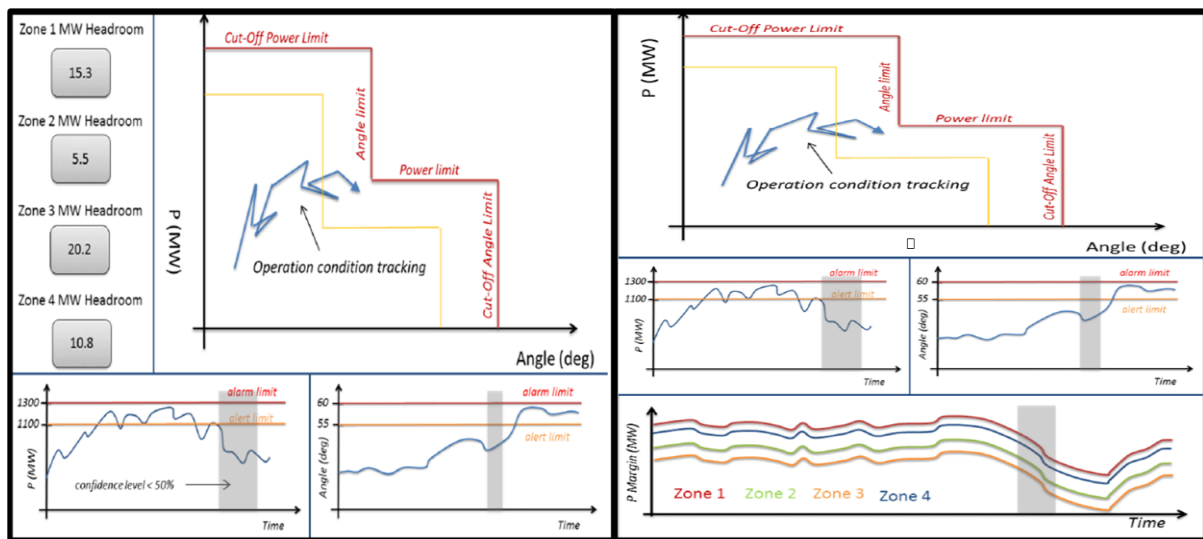 Zone 1 MW Headroom
15.3
Zone 2 MW Headroom
5.5
Zone 3 MW Headroom
20.2
Zone 4 MW Headroom
10.8
P (MW)
Cut-Off Power Limit
Angle limit
Power limit
Cut-Off Angle Limit
Operation condition tracking
Angle (deg)
P (MW)
1300
1100
alarm limit
alert limit
confidence level < 50%
Time
Angle (deg)
60
55
alarm limit
alert limit
Time
P (MW)
Cut-Off Power Limit
Angle limit
Power limit
Cut-Off Angle Limit
Operation condition tracking
Angle (deg)
P (MW)
1300
1100
alarm limit
alert limit
Time
Angle (deg)
60
55
alarm limit
alert limit
Time
P Margin (MW)
Zone 1 Zone 2 Zone 3 Zone 4
Time